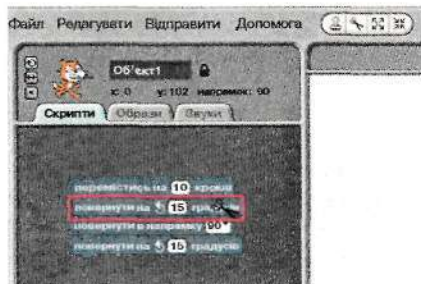 Файл Редагувати Відправити Допомога
Об'єкт1
x: 0 y: 102 напрямок: 90
Скрипти Образи Звуки
перемістись на 10 кроків
повернути на 15 градусів
повернути в напрямку 90
повернути на 15 градусів